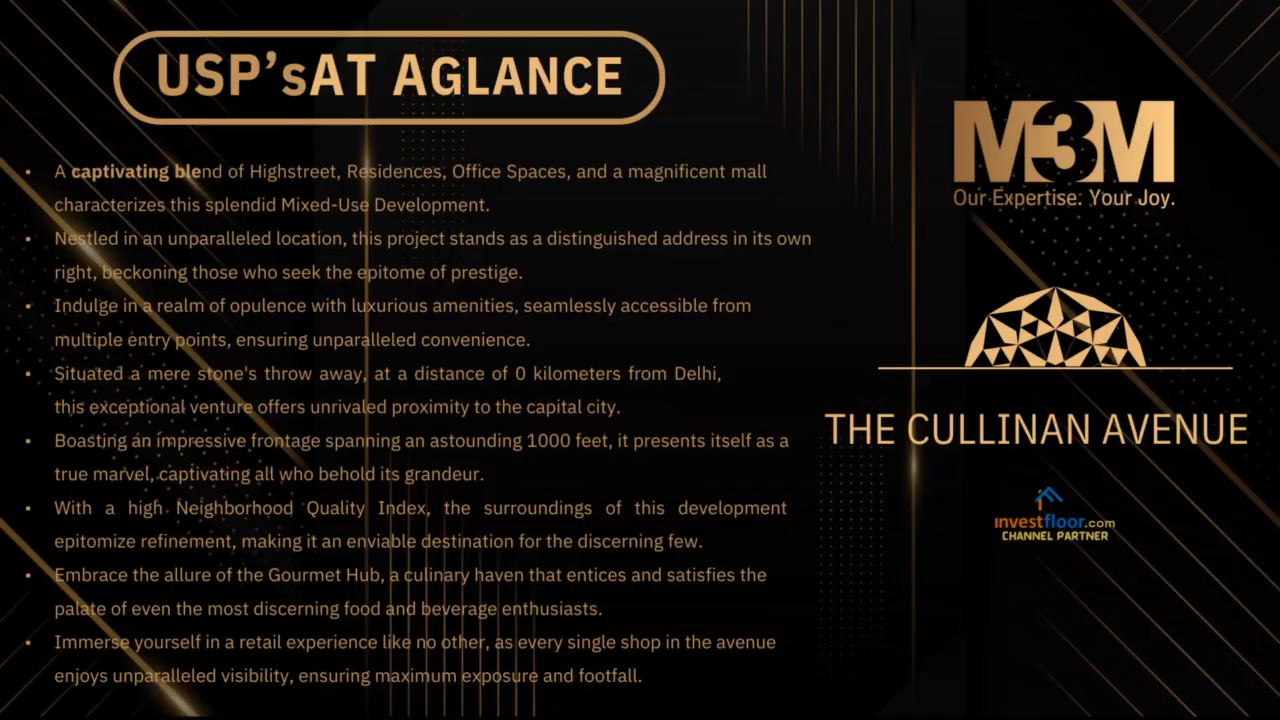 USP'sAT AGLANCE
• A captivating blend of Highstreet, Residences, Office Spaces, and a magnificent mall
characterizes this splendid Mixed-Use Development.
• Nestled in an unparalleled location, this project stands as a distinguished address in its own
right, beckoning those who seek the epitome of prestige.
• Indulge in a realm of opulence with luxurious amenities, seamlessly accessible from
multiple entry points, ensuring unparalleled convenience.
• Situated a mere stone's throw away, at a distance of 0 kilometers from Delhi,
this exceptional venture offers unrivaled proximity to the capital city.
• Boasting an impressive frontage spanning an astounding 1000 feet, it presents itself as a
true marvel, captivating all who behold its grandeur.
• With a high Neighborhood Quality Index, the surroundings of this development
epitomize refinement, making it an enviable destination for the discerning few.
• Embrace the allure of the Gourmet Hub, a culinary haven that entices and satisfies the
palate of even the most discerning food and beverage enthusiasts.
• Immerse yourself in a retail experience like no other, as every single shop in the avenue
enjoys unparalleled visibility, ensuring maximum exposure and footfall.
M3M
Our Expertise: Your Joy.
THE CULLINAN AVENUE
investfloor.com
CHANNEL PARTNER